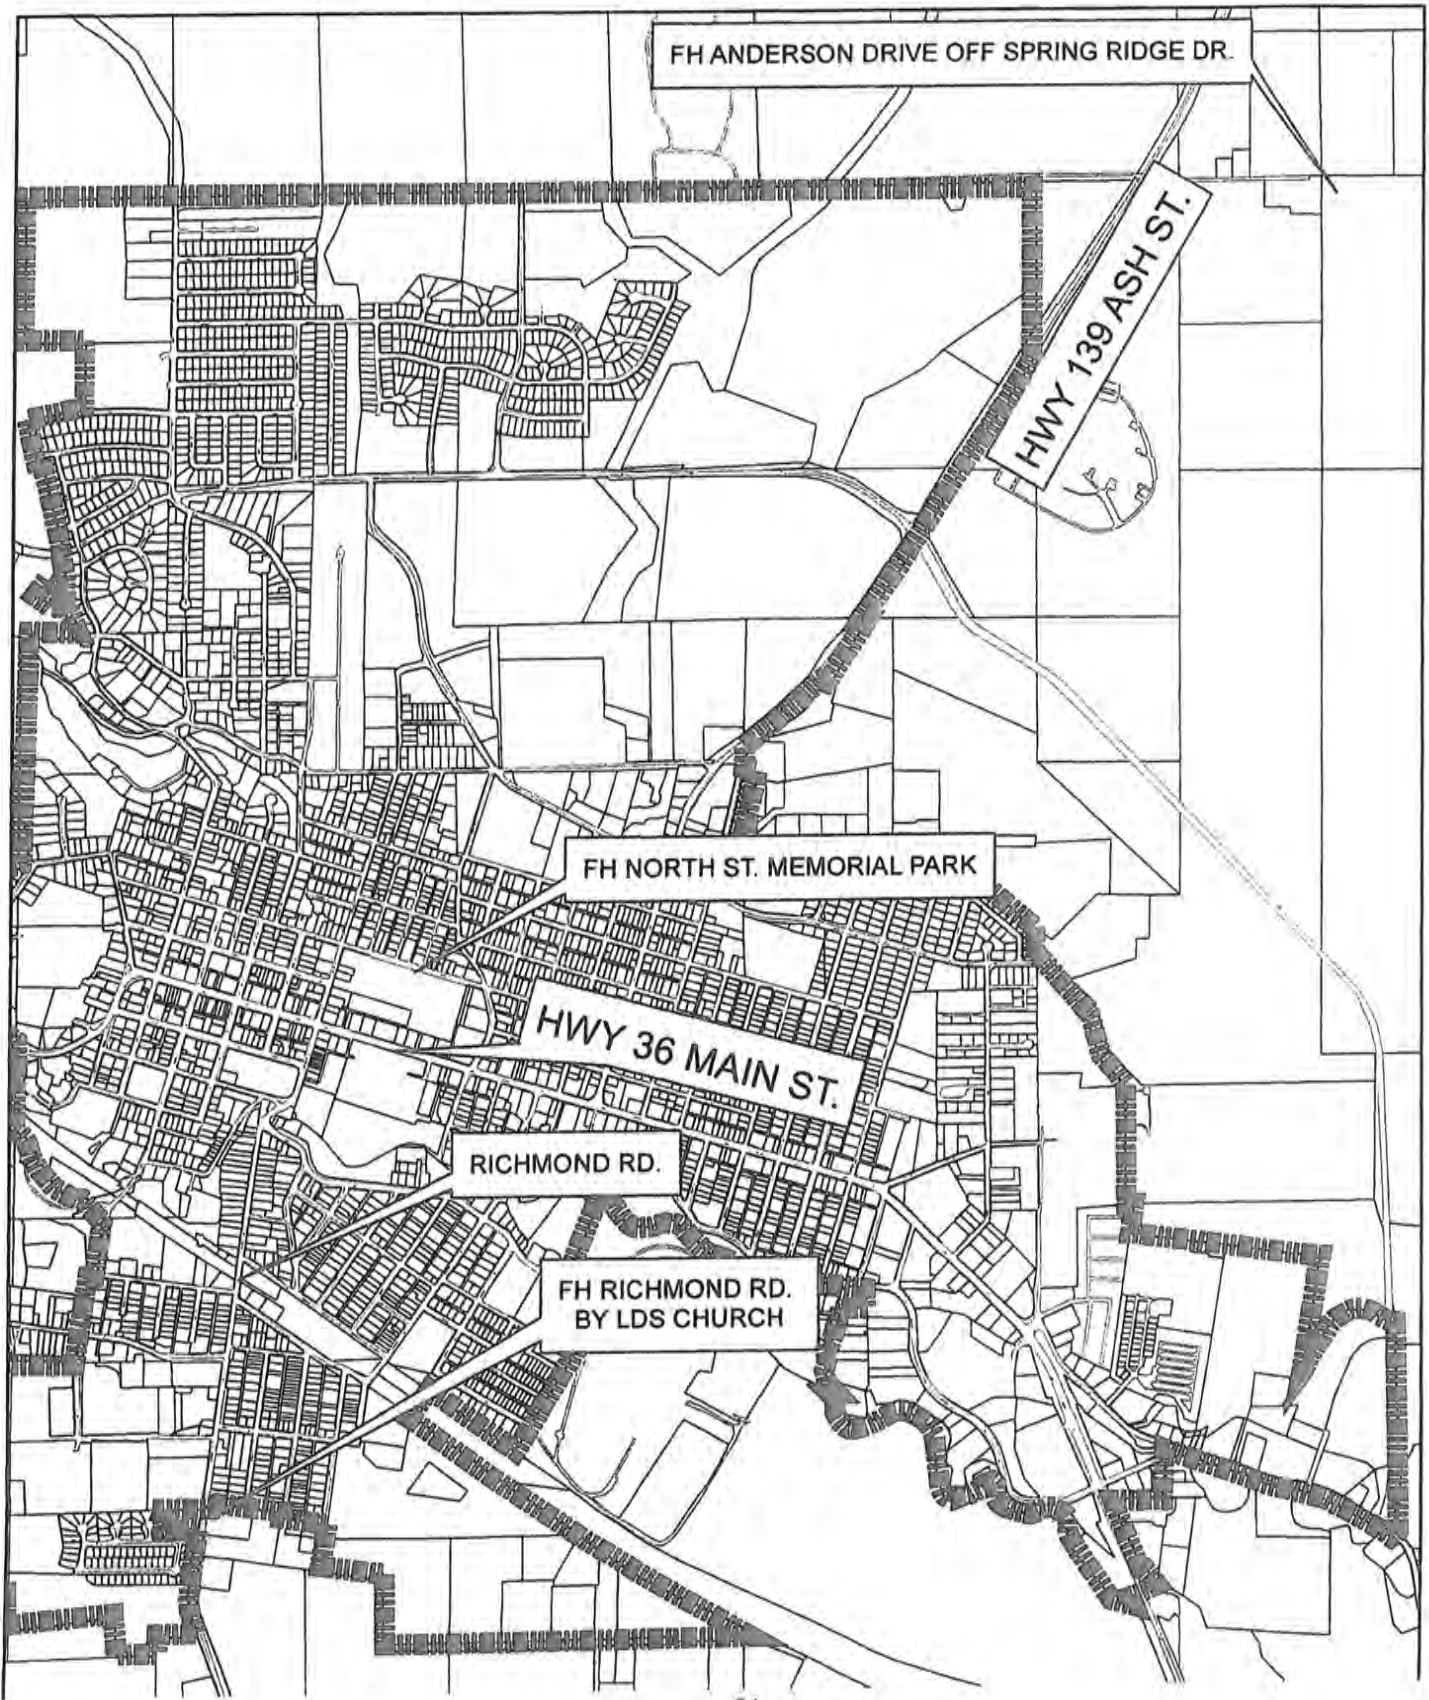 FH ANDERSON DRIVE OFF SPRING RIDGE DR.
HWY 139 ASH ST.
FH NORTH ST. MEMORIAL PARK
HWY 36 MAIN ST.
RICHMOND RD.
FH RICHMOND RD.
BY LDS CHURCH